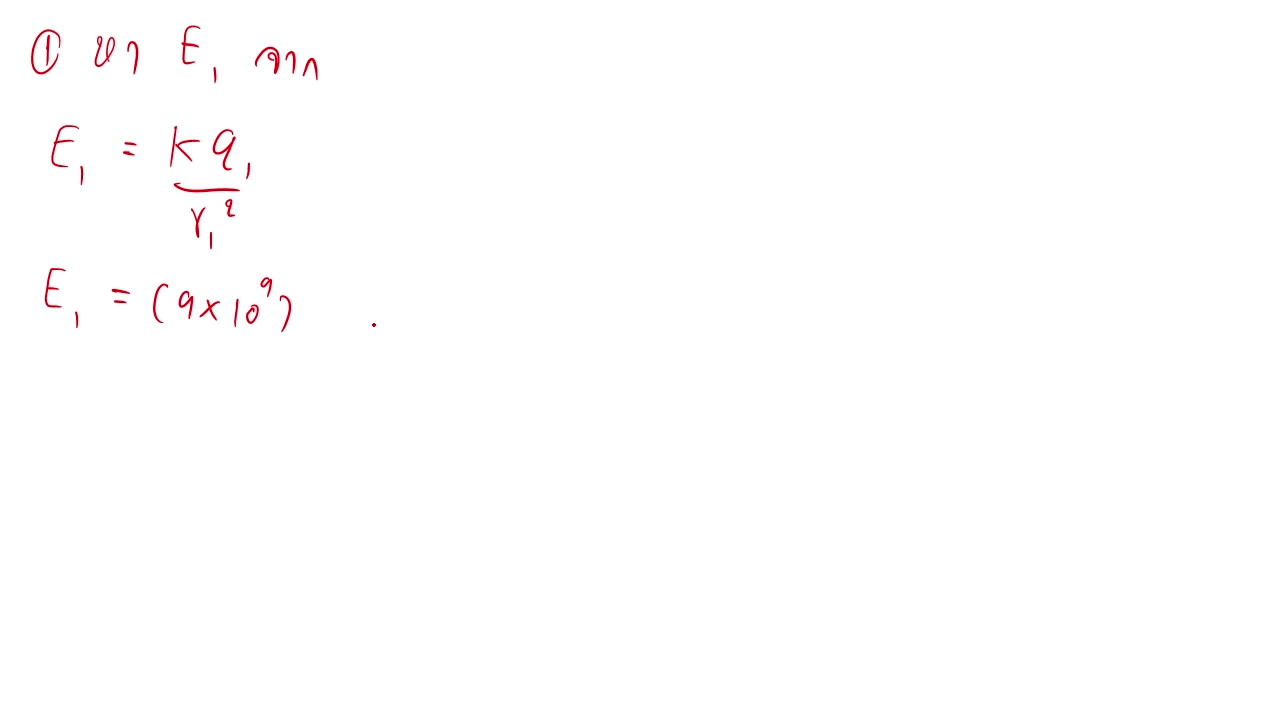 ① หา E₁ จาก
E₁ = kq₁
r₁²
E₁ = (9×10⁹)